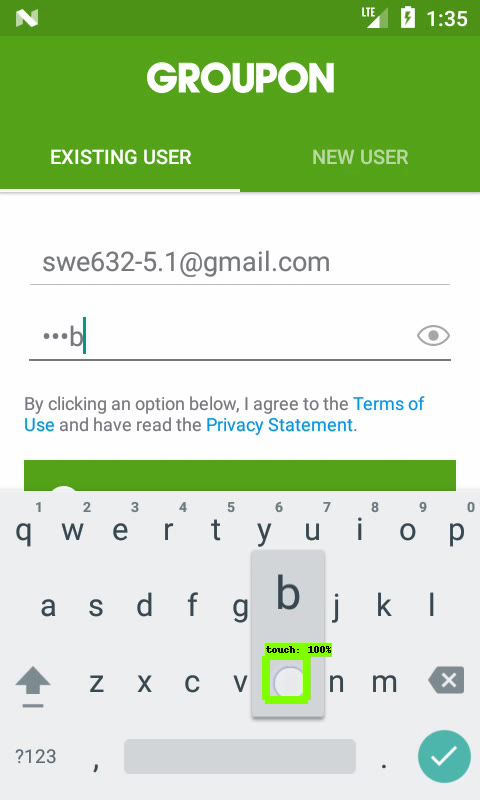 LTE 1:35
GROUPON
EXISTING USER NEW USER
swe632-5.1@gmail.com
•••b
By clicking an option below, I agree to the Terms of
Use and have read the Privacy Statement.
1 2 3 4 5 6 7 8 9 0
q w e r t y u i o p
a s d f g b j k l
touch: 100%
z x c v n m
?123 , .